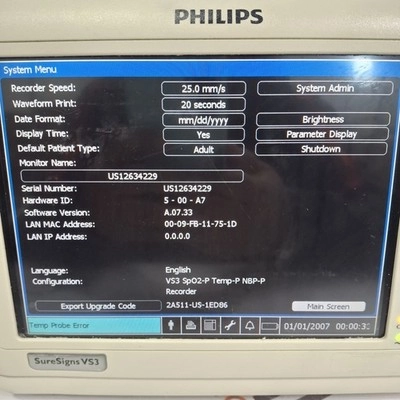 PHILIPS
System Menu
Recorder Speed: 25.0 mm/s System Admin
Waveform Print: 20 seconds
Date Format: mm/dd/yyyy Brightness
Display Time: Yes Parameter Display
Default Patient Type: Adult Shutdown
Monitor Name:
US12634229
Serial Number: US12634229
Hardware ID: 5 - 00 - A7
Software Version: A.07.33
LAN MAC Address: 00-09-FB-11-75-1D
LAN IP Address: 0.0.0.0
Language: English
Configuration: VS3 SpO2-P Temp-P NBP-P
Recorder
Export Upgrade Code 2A511-US-1ED86 Main Screen
Temp Probe Error 01/01/2007 00:00:3
SureSigns VS3